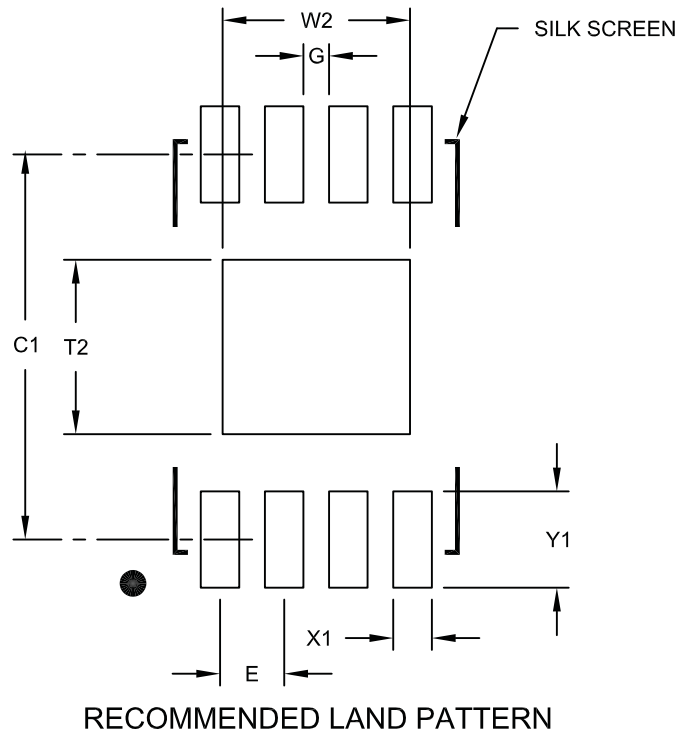 W2
SILK SCREEN
G
C1
T2
Y1
X1
E
RECOMMENDED LAND PATTERN